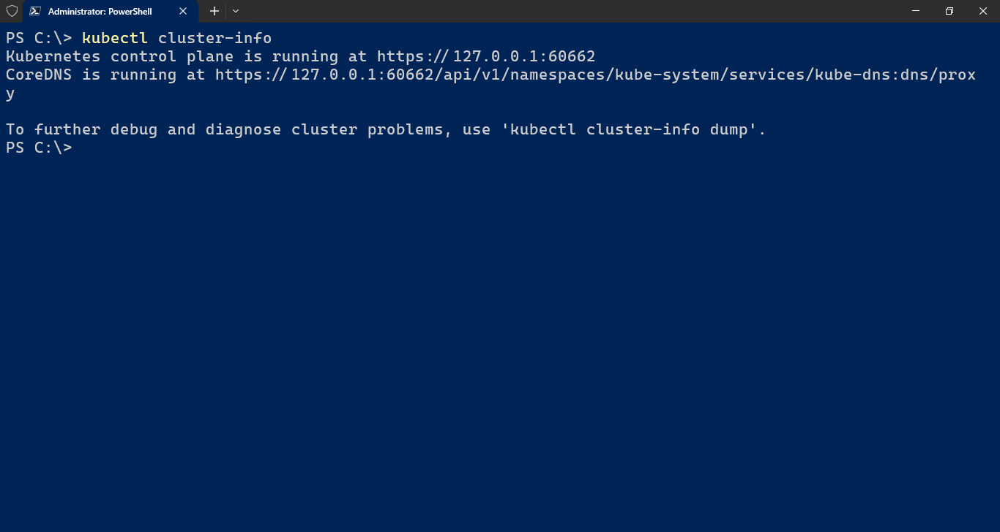 Administrator: PowerShell
PS C:\> kubectl cluster-info
Kubernetes control plane is running at https://127.0.0.1:60662
CoreDNS is running at https://127.0.0.1:60662/api/v1/namespaces/kube-system/services/kube-dns:dns/prox
y
To further debug and diagnose cluster problems, use 'kubectl cluster-info dump'.
PS C:\>